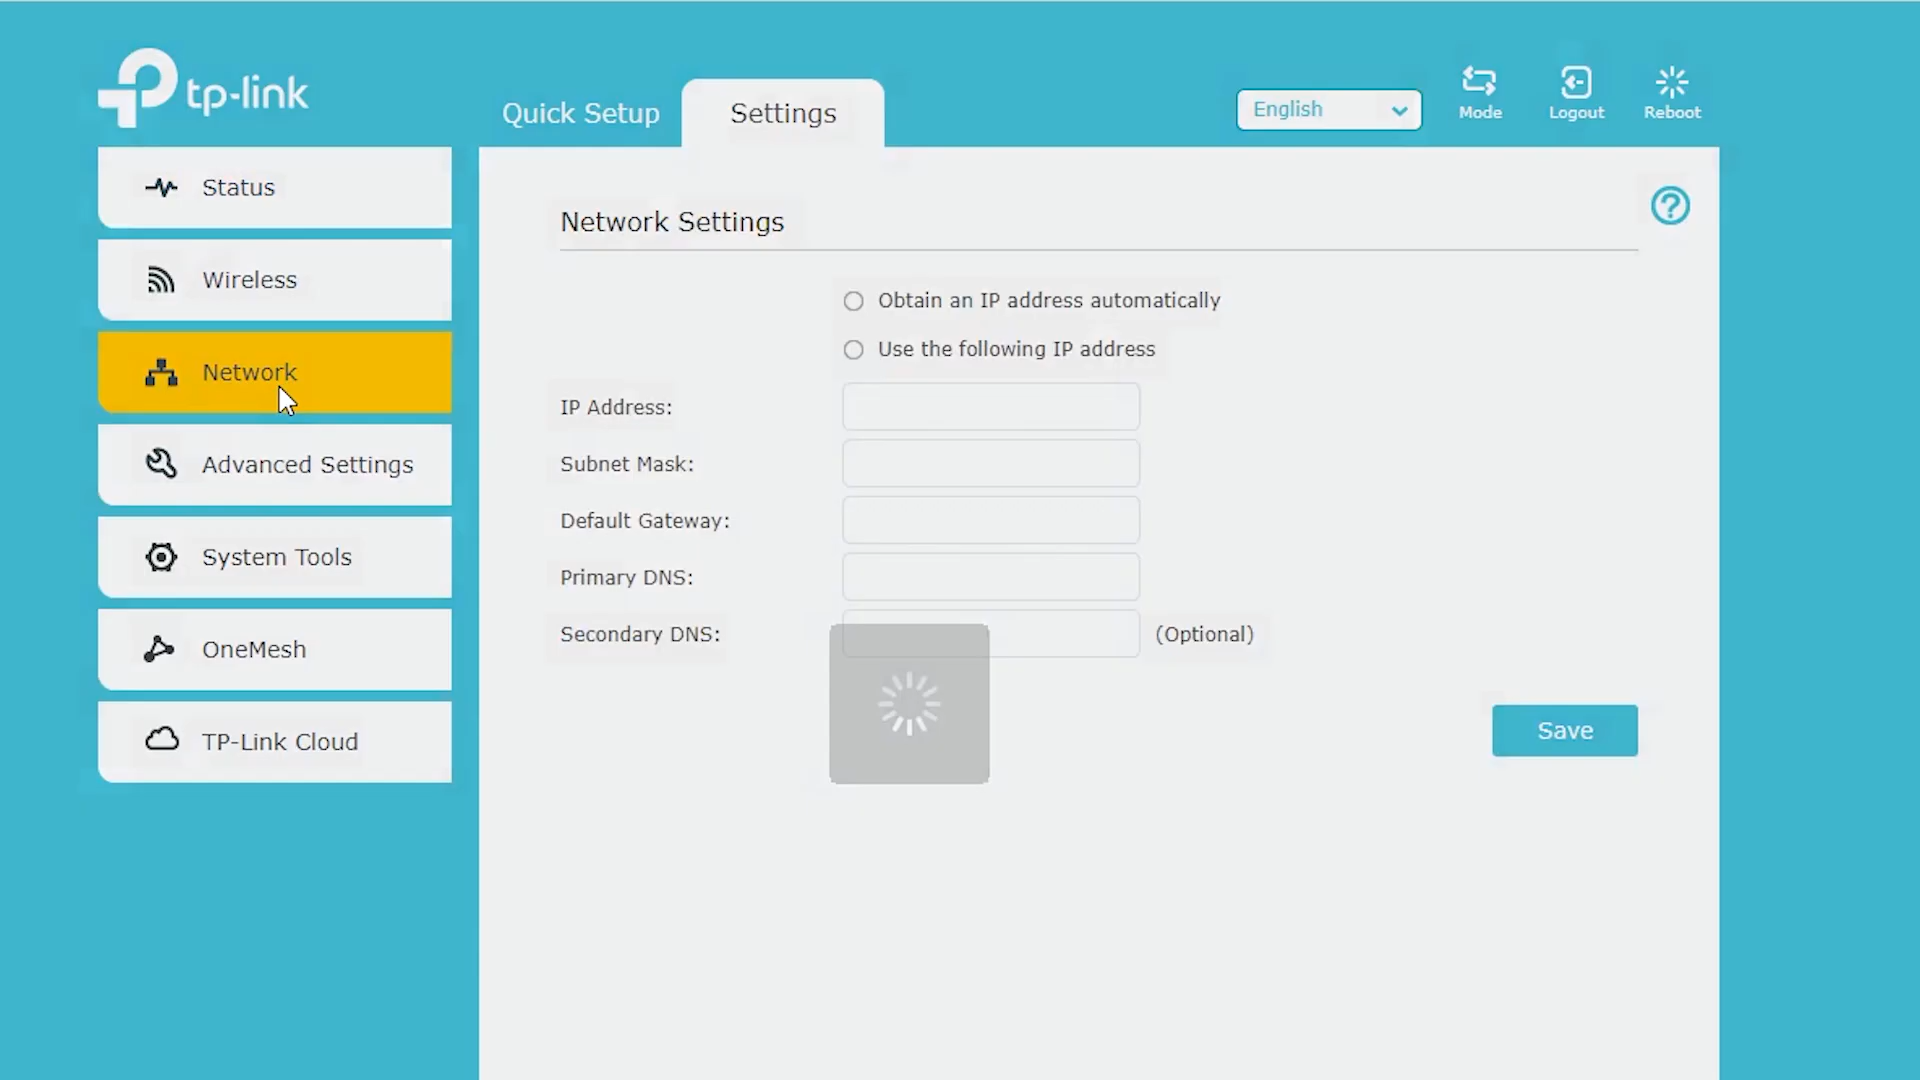 tp-link
Quick Setup
Settings
English
Mode
Logout
Reboot
Status
Wireless
Network
Advanced Settings
System Tools
OneMesh
TP-Link Cloud
Network Settings
?
Obtain an IP address automatically
Use the following IP address
IP Address:
Subnet Mask:
Default Gateway:
Primary DNS:
Secondary DNS:
(Optional)
Save